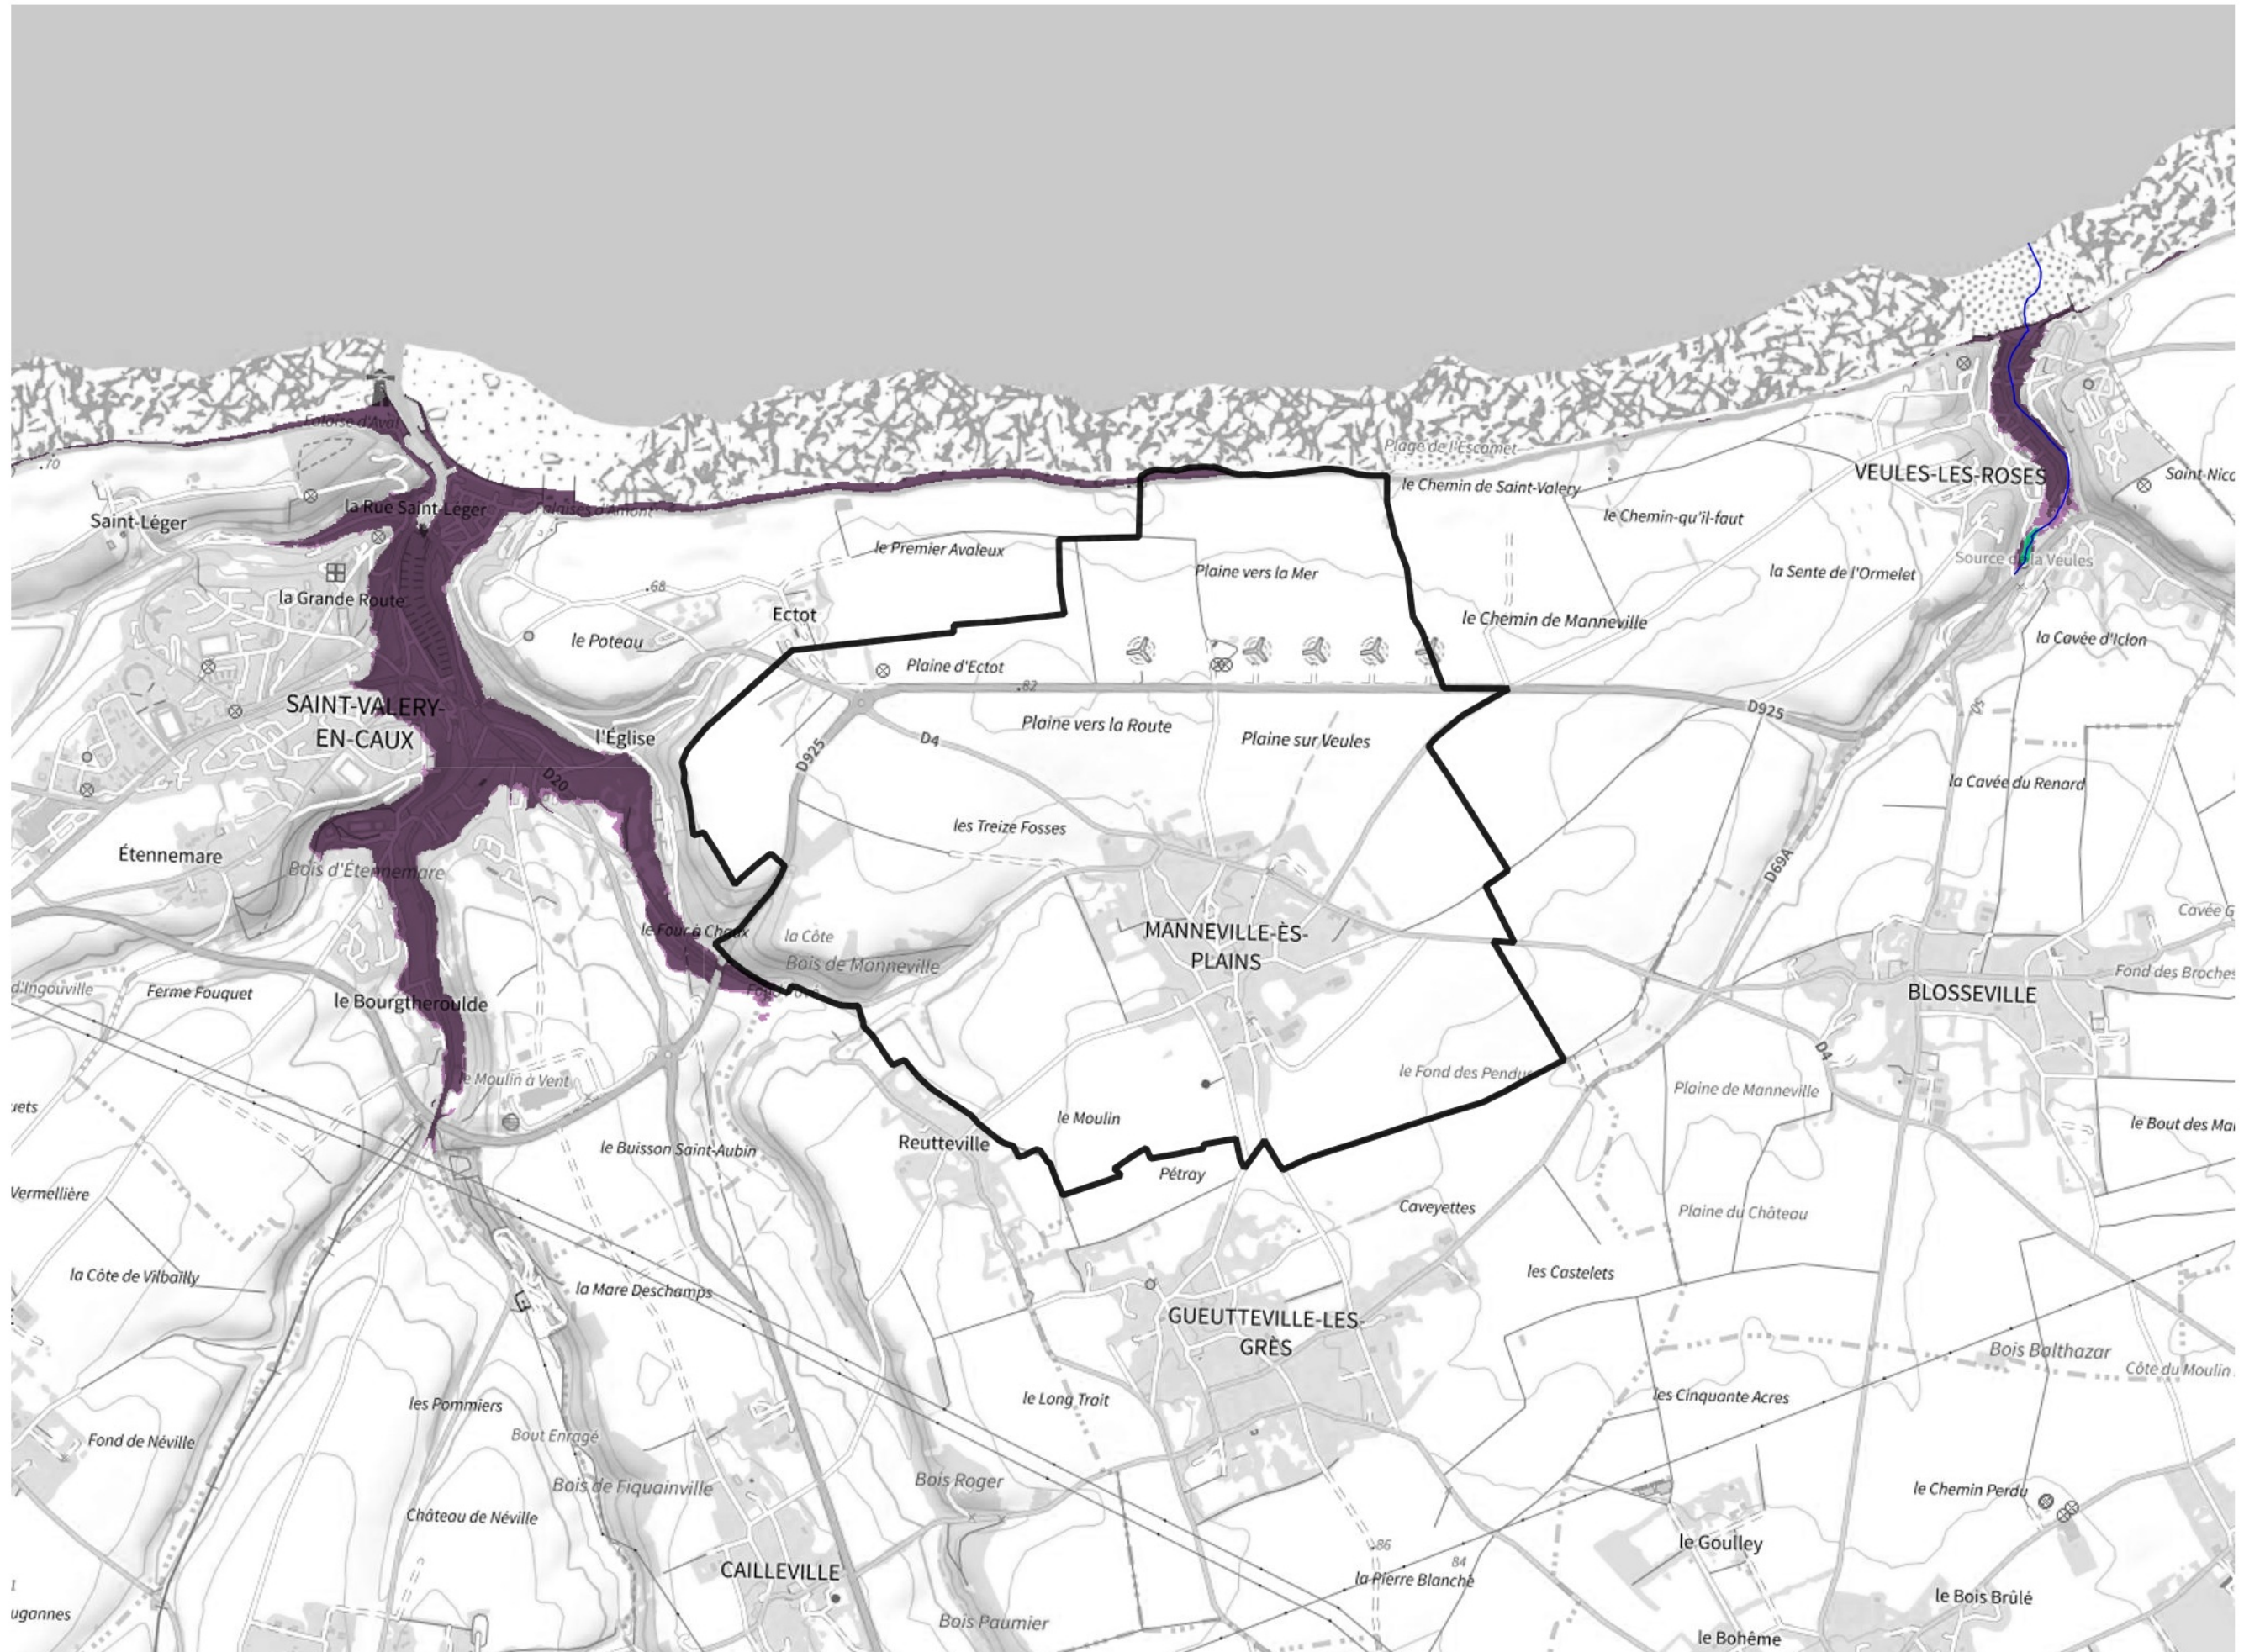 Falaise d'Aval
.70
Plage de l'Escamet
VEULES-LES-ROSES
Saint-Nico
le Chemin de Saint-Valery
la Rue Saint-Léger
Falaises d'Amont
Saint-Léger
le Chemin-qu'il-faut
le Premier Avaleux
Source de la Veules
Plaine vers la Mer
la Sente de l'Ormelet
.68
la Grande Route
Ectot
le Chemin de Manneville
le Poteau
la Cavée d'Iclon
Plaine d'Ectot
.82
SAINT-VALERY-
EN-CAUX
D925
50
Plaine vers la Route
l'Église
D4
Plaine sur Veules
D925
D20
la Cavée du Renard
les Treize Fosses
Étennemare
Bois d'Étennemare
D69A
Cavée G
le Four à Chaux
la Côte
MANNEVILLE-ÈS-
PLAINS
Bois de Manneville
Fond des Broches
d'Ingouville
Ferme Fouquet
BLOSSEVILLE
le Bourgtheroulde
D4
le Fond des Pendus
le Moulin à Vent
Plaine de Manneville
uets
le Moulin
le Bout des Mar
Reutteville
le Buisson Saint-Aubin
Pétray
Vermellière
Caveyettes
Plaine du Château
la Côte de Vilbailly
les Castelets
la Mare Deschamps
GUEUTTEVILLE-LES-
GRÈS
Bois Balthazar
Côte du Moulin
les Pommiers
le Long Trait
les Cinquante Acres
Bout Enragé
Fond de Néville
Bois Roger
Bois de Fiquainville
le Chemin Perdu
Château de Néville
.86
84
le Goulley
CAILLEVILLE
la Pierre Blanche
le Bois Brûlé
ugannes
Bois Paumier
le Bohême